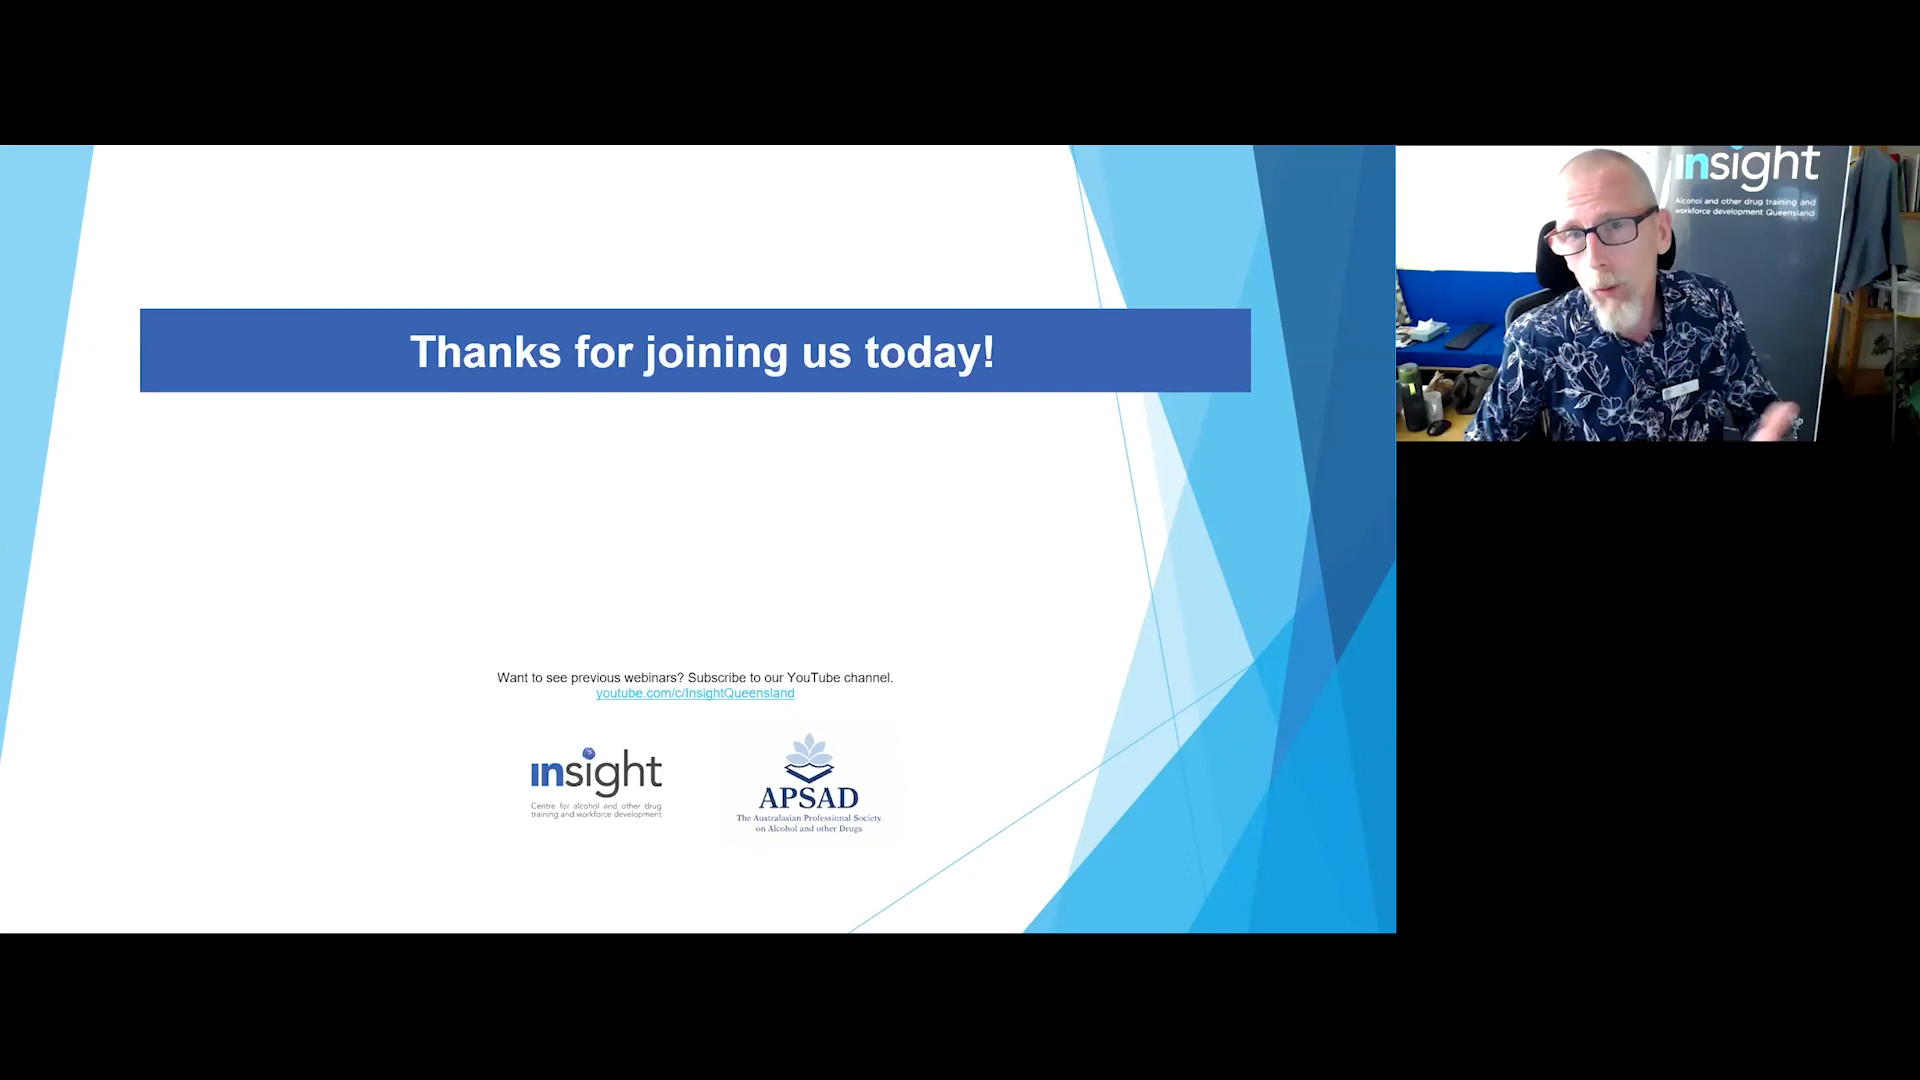 Thanks for joining us today!
Want to see previous webinars? Subscribe to our YouTube channel.
youtube.com/c/InsightQueensland
insight
Centre for alcohol and other drug
training and workforce development
APSAD
The Australasian Professional Society
on Alcohol and other Drugs
insight
Alcohol and other drug training and
workforce development Queensland